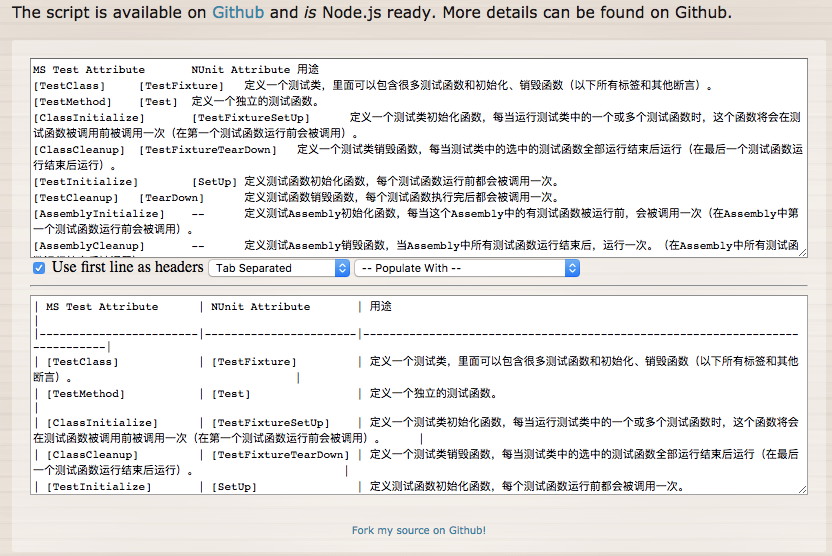 The script is available on Github and is Node.js ready. More details can be found on Github.
MS Test Attribute NUnit Attribute 用途
[TestClass] [TestFixture] 定义一个测试类，里面可以包含很多测试函数和初始化、销毁函数（以下所有标签和其他断言）。
[TestMethod] [Test] 定义一个独立的测试函数。
[ClassInitialize] [TestFixtureSetUp] 定义一个测试类初始化函数，每当运行测试类中的一个或多个测试函数时，这个函数将会在测
试函数被调用前被调用一次（在第一个测试函数运行前会被调用）。
[ClassCleanup] [TestFixtureTearDown] 定义一个测试类销毁函数，每当测试类中的选中的测试函数全部运行结束后运行（在最后一个测试函数运
行结束后运行）。
[TestInitialize] [SetUp] 定义测试函数初始化函数，每个测试函数运行前都会被调用一次。
[TestCleanup] [TearDown] 定义测试函数销毁函数，每个测试函数执行完后都会被调用一次。
[AssemblyInitialize] -- 定义测试Assembly初始化函数，每当这个Assembly中的有测试函数被运行前，会被调用一次（在Assembly中第
一个测试函数运行前会被调用）。
[AssemblyCleanup] -- 定义测试Assembly销毁函数，当Assembly中所有测试函数运行结束后，运行一次。（在Assembly中所有测试函
Use first line as headers Tab Separated -- Populate With --
| MS Test Attribute | NUnit Attribute | 用途
|
|------------------------|-----------------------|------------------------------------------------------------------
-----------|
| [TestClass] | [TestFixture] | 定义一个测试类，里面可以包含很多测试函数和初始化、销毁函数（以下所有标签和其他
断言）。 |
| [TestMethod] | [Test] | 定义一个独立的测试函数。
|
| [ClassInitialize] | [TestFixtureSetUp] | 定义一个测试类初始化函数，每当运行测试类中的一个或多个测试函数时，这个函数将会
在测试函数被调用前被调用一次（在第一个测试函数运行前会被调用）。 |
| [ClassCleanup] | [TestFixtureTearDown] | 定义一个测试类销毁函数，每当测试类中的选中的测试函数全部运行结束后运行（在最后
一个测试函数运行结束后运行）。 |
| [TestInitialize] | [SetUp] | 定义测试函数初始化函数，每个测试函数运行前都会被调用一次。
Fork my source on Github!